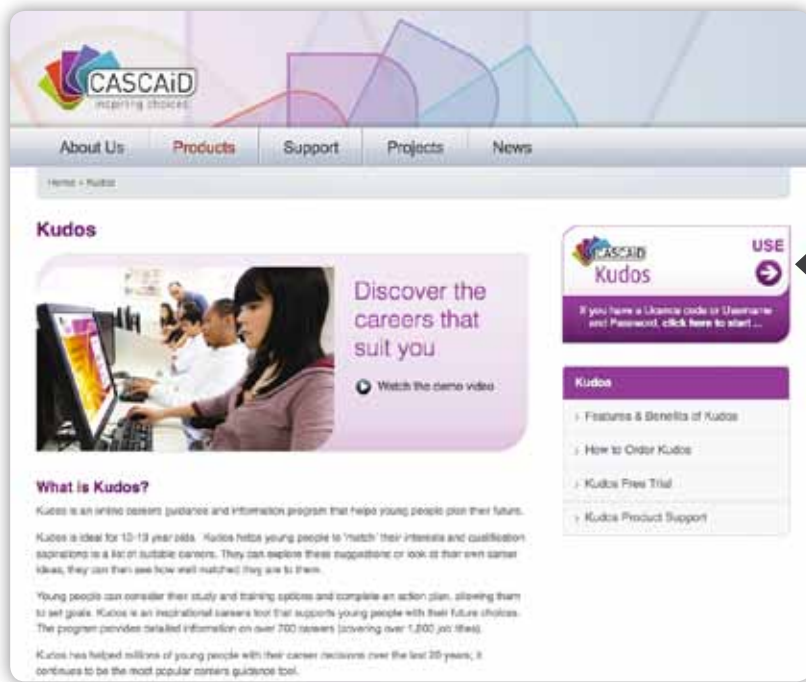 CASCAiD
inspiring choices
About Us
Products
Support
Projects
News
Home > Kudos
Kudos
Discover the
careers that
suit you
Watch the demo video
What is Kudos?
Kudos is an online careers guidance and information program that helps young people plan their future.
Kudos is ideal for 13-19 year olds. Kudos helps young people to 'match' their interests and qualification
aspirations to a list of suitable careers. They can explore these suggestions or look at their own career
ideas, they can then see how well matched they are to them.
Young people can consider their study and training options and complete an action plan, allowing them
to set goals. Kudos is an inspirational careers tool that supports young people with their future choices.
The program provides detailed information on over 700 careers (covering over job titles).
Kudos has helped millions of young people with their career decisions over the last 20 years; it
continues to be the most popular careers guidance tool.
CASCAiD
Kudos
USE
If you have a Licence code or Username
and Password, click here to start ...
Kudos
› Features & Benefits of Kudos
› How to Order Kudos
› Kudos Free Trial
› Kudos Product Support